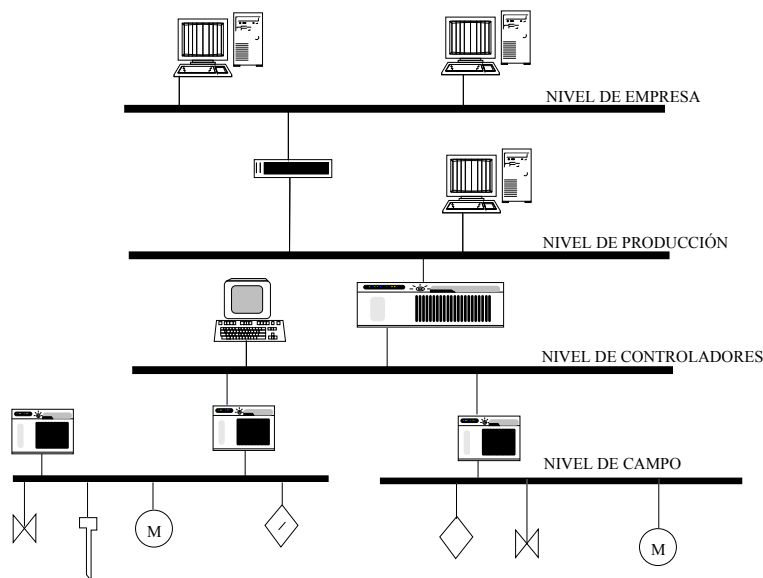 NIVEL DE EMPRESA
NIVEL DE PRODUCCIÓN
NIVEL DE CONTROLADORES
NIVEL DE CAMPO
M
M